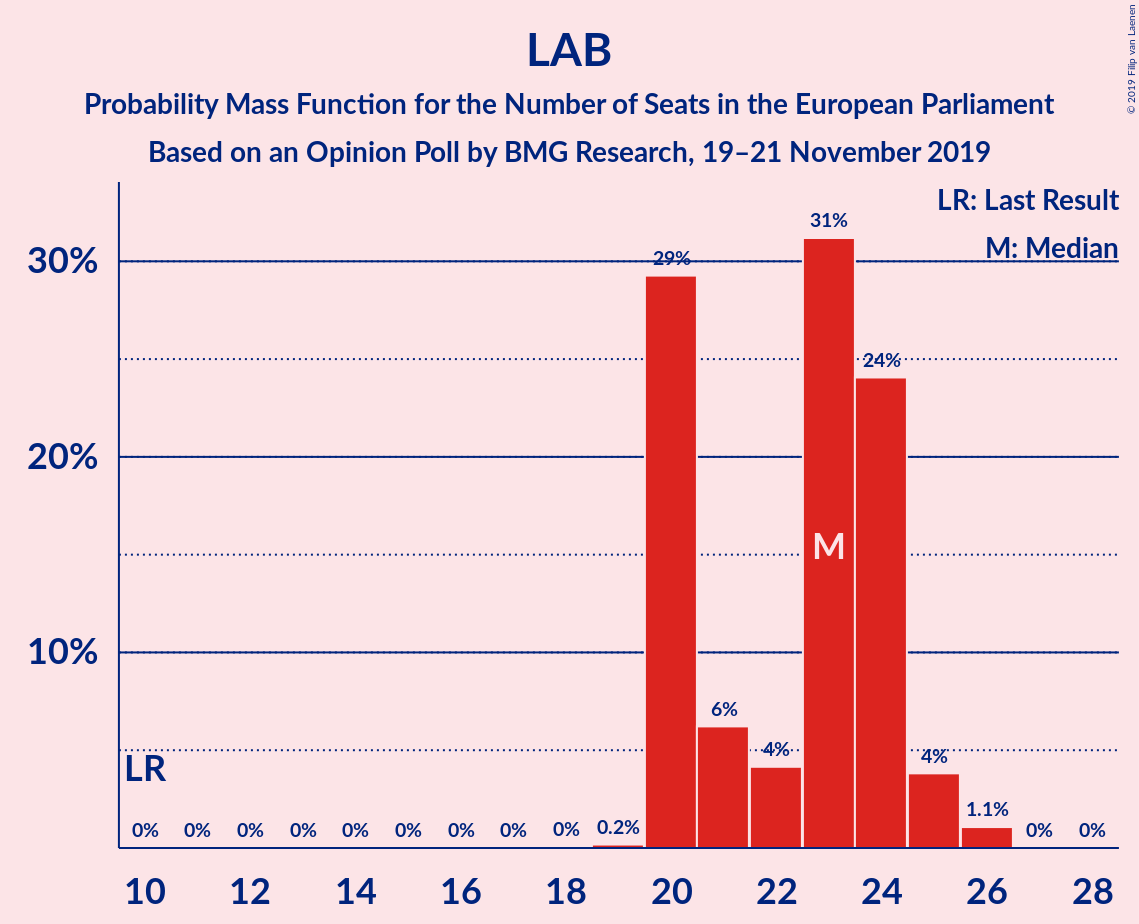 LAB
Probability Mass Function for the Number of Seats in the European Parliament
Based on an Opinion Poll by BMG Research, 19–21 November 2019
© 2019 Filip van Laenen
LR: Last Result
M: Median
30%
20%
10%
LR
M
0% 0% 0% 0% 0% 0% 0% 0% 0% 0.2% 29% 6% 4% 31% 24% 4% 1.1% 0% 0%
10 12 14 16 18 20 22 24 26 28